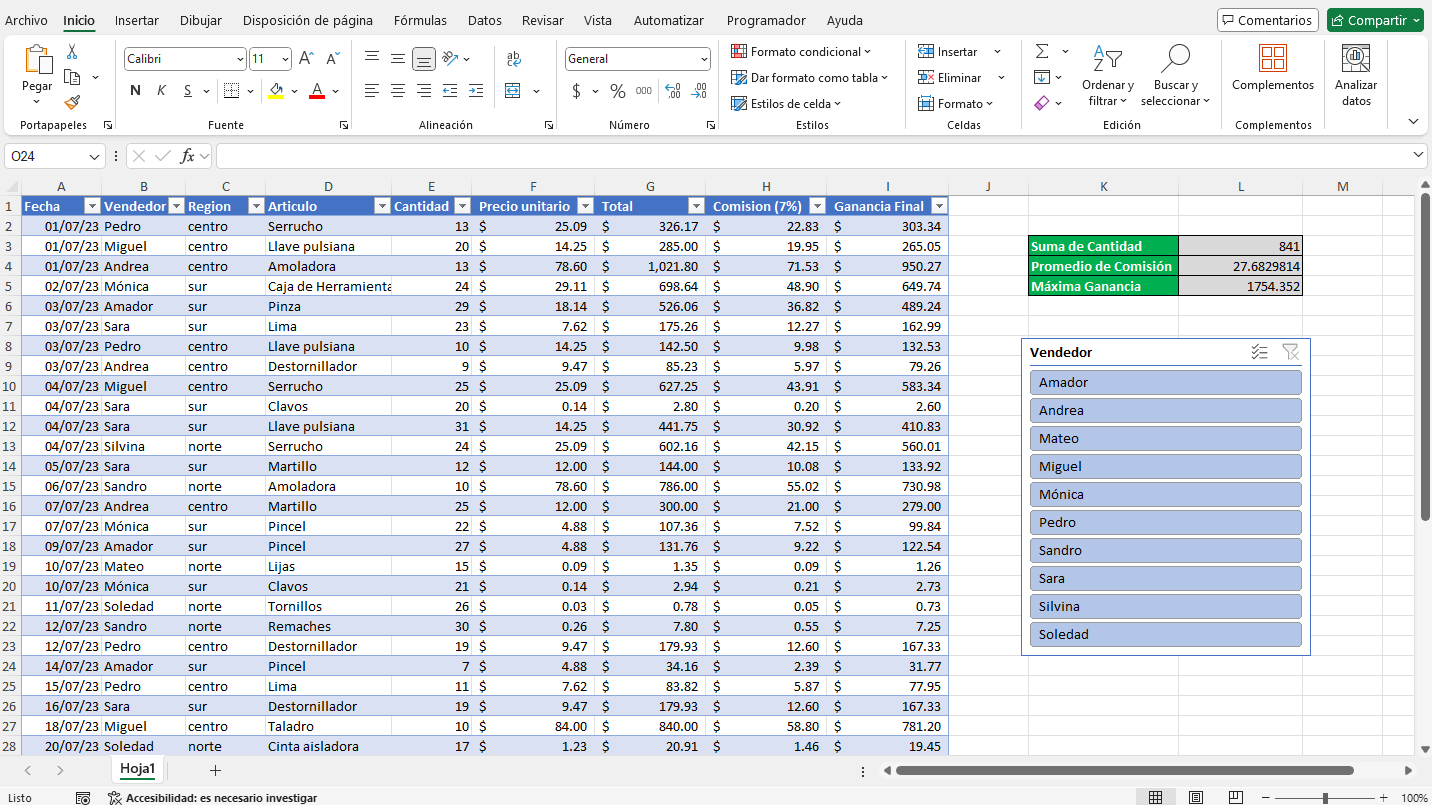 Archivo Inicio Insertar Dibujar Disposición de página Fórmulas Datos Revisar Vista Automatizar Programador Ayuda Comentarios Compartir
Pegar
Portapapeles
Calibri 11
N K S
Fuente
Alineación
General
$ % 000
Número
Formato condicional
Dar formato como tabla
Estilos de celda
Estilos
Insertar
Eliminar
Formato
Celdas
Ordenar y filtrar
Buscar y seleccionar
Edición
Complementos
Complementos
Analizar datos
O24 fx
A B C D E F G H I J K L M
1 Fecha Vendedor Region Articulo Cantidad Precio unitario Total Comision (7%) Ganancia Final
2 01/07/23 Pedro centro Serrucho 13 $ 25.09 $ 326.17 $ 22.83 $ 303.34
3 01/07/23 Miguel centro Llave pulsiana 20 $ 14.25 $ 285.00 $ 19.95 $ 265.05
4 01/07/23 Andrea centro Amoladora 13 $ 78.60 $ 1,021.80 $ 71.53 $ 950.27
5 02/07/23 Mónica sur Caja de Herramienta 24 $ 29.11 $ 698.64 $ 48.90 $ 649.74
6 03/07/23 Amador sur Pinza 29 $ 18.14 $ 526.06 $ 36.82 $ 489.24
7 03/07/23 Sara sur Lima 23 $ 7.62 $ 175.26 $ 12.27 $ 162.99
8 03/07/23 Pedro centro Llave pulsiana 10 $ 14.25 $ 142.50 $ 9.98 $ 132.53
9 03/07/23 Andrea centro Destornillador 9 $ 9.47 $ 85.23 $ 5.97 $ 79.26
10 04/07/23 Miguel centro Serrucho 25 $ 25.09 $ 627.25 $ 43.91 $ 583.34
11 04/07/23 Sara sur Clavos 20 $ 0.14 $ 2.80 $ 0.20 $ 2.60
12 04/07/23 Sara sur Llave pulsiana 31 $ 14.25 $ 441.75 $ 30.92 $ 410.83
13 04/07/23 Silvina norte Serrucho 24 $ 25.09 $ 602.16 $ 42.15 $ 560.01
14 05/07/23 Sara sur Martillo 12 $ 12.00 $ 144.00 $ 10.08 $ 133.92
15 06/07/23 Sandro norte Amoladora 10 $ 78.60 $ 786.00 $ 55.02 $ 730.98
16 07/07/23 Andrea centro Martillo 25 $ 12.00 $ 300.00 $ 21.00 $ 279.00
17 07/07/23 Mónica sur Pincel 22 $ 4.88 $ 107.36 $ 7.52 $ 99.84
18 09/07/23 Amador sur Pincel 27 $ 4.88 $ 131.76 $ 9.22 $ 122.54
19 10/07/23 Mateo norte Lijas 15 $ 0.09 $ 1.35 $ 0.09 $ 1.26
20 10/07/23 Mónica sur Clavos 21 $ 0.14 $ 2.94 $ 0.21 $ 2.73
21 11/07/23 Soledad norte Tornillos 26 $ 0.03 $ 0.78 $ 0.05 $ 0.73
22 12/07/23 Sandro norte Remaches 30 $ 0.26 $ 7.80 $ 0.55 $ 7.25
23 12/07/23 Pedro centro Destornillador 19 $ 9.47 $ 179.93 $ 12.60 $ 167.33
24 14/07/23 Amador sur Pincel 7 $ 4.88 $ 34.16 $ 2.39 $ 31.77
25 15/07/23 Pedro centro Lima 11 $ 7.62 $ 83.82 $ 5.87 $ 77.95
26 16/07/23 Sara sur Destornillador 19 $ 9.47 $ 179.93 $ 12.60 $ 167.33
27 18/07/23 Miguel centro Taladro 10 $ 84.00 $ 840.00 $ 58.80 $ 781.20
28 20/07/23 Soledad norte Cinta aisladora 17 $ 1.23 $ 20.91 $ 1.46 $ 19.45
Suma de Cantidad 841
Promedio de Comisión 27.6829814
Máxima Ganancia 1754.352
Vendedor
Amador
Andrea
Mateo
Miguel
Mónica
Pedro
Sandro
Sara
Silvina
Soledad
Hoja1
Listo Accesibilidad: es necesario investigar 100%